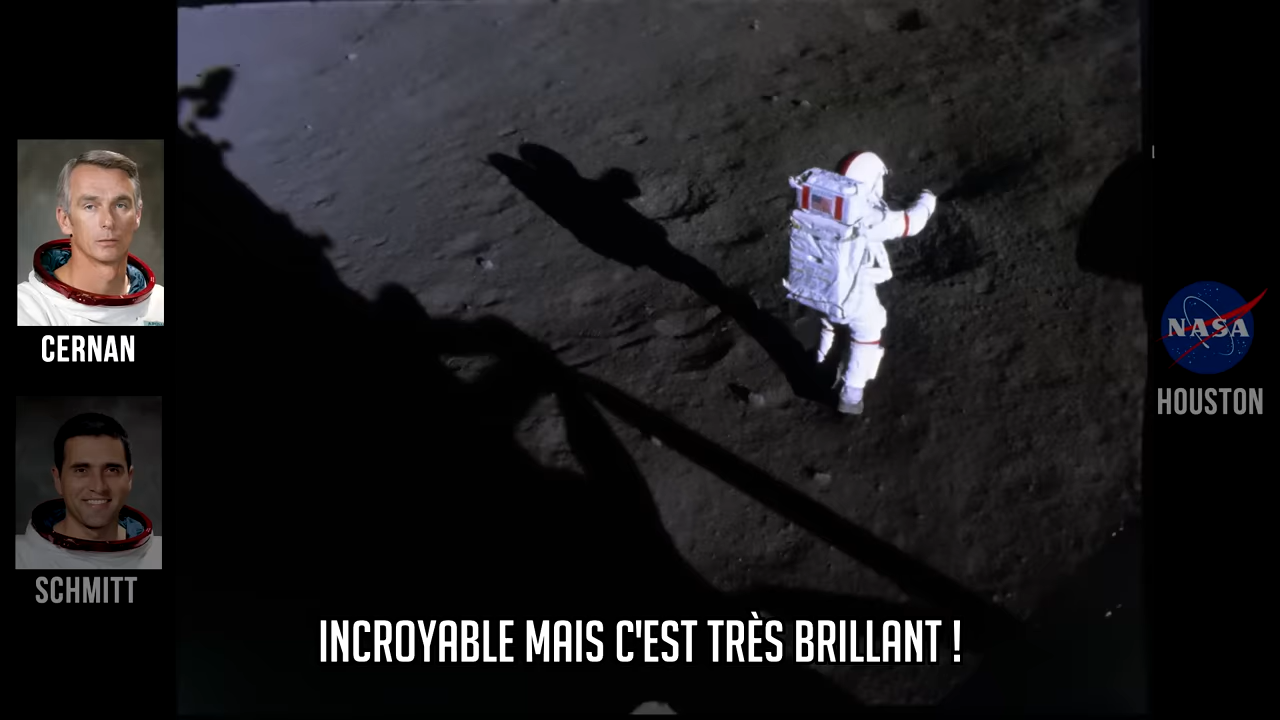 CERNAN
SCHMITT
NASA
HOUSTON
INCROYABLE MAIS C'EST TRÈS BRILLANT !